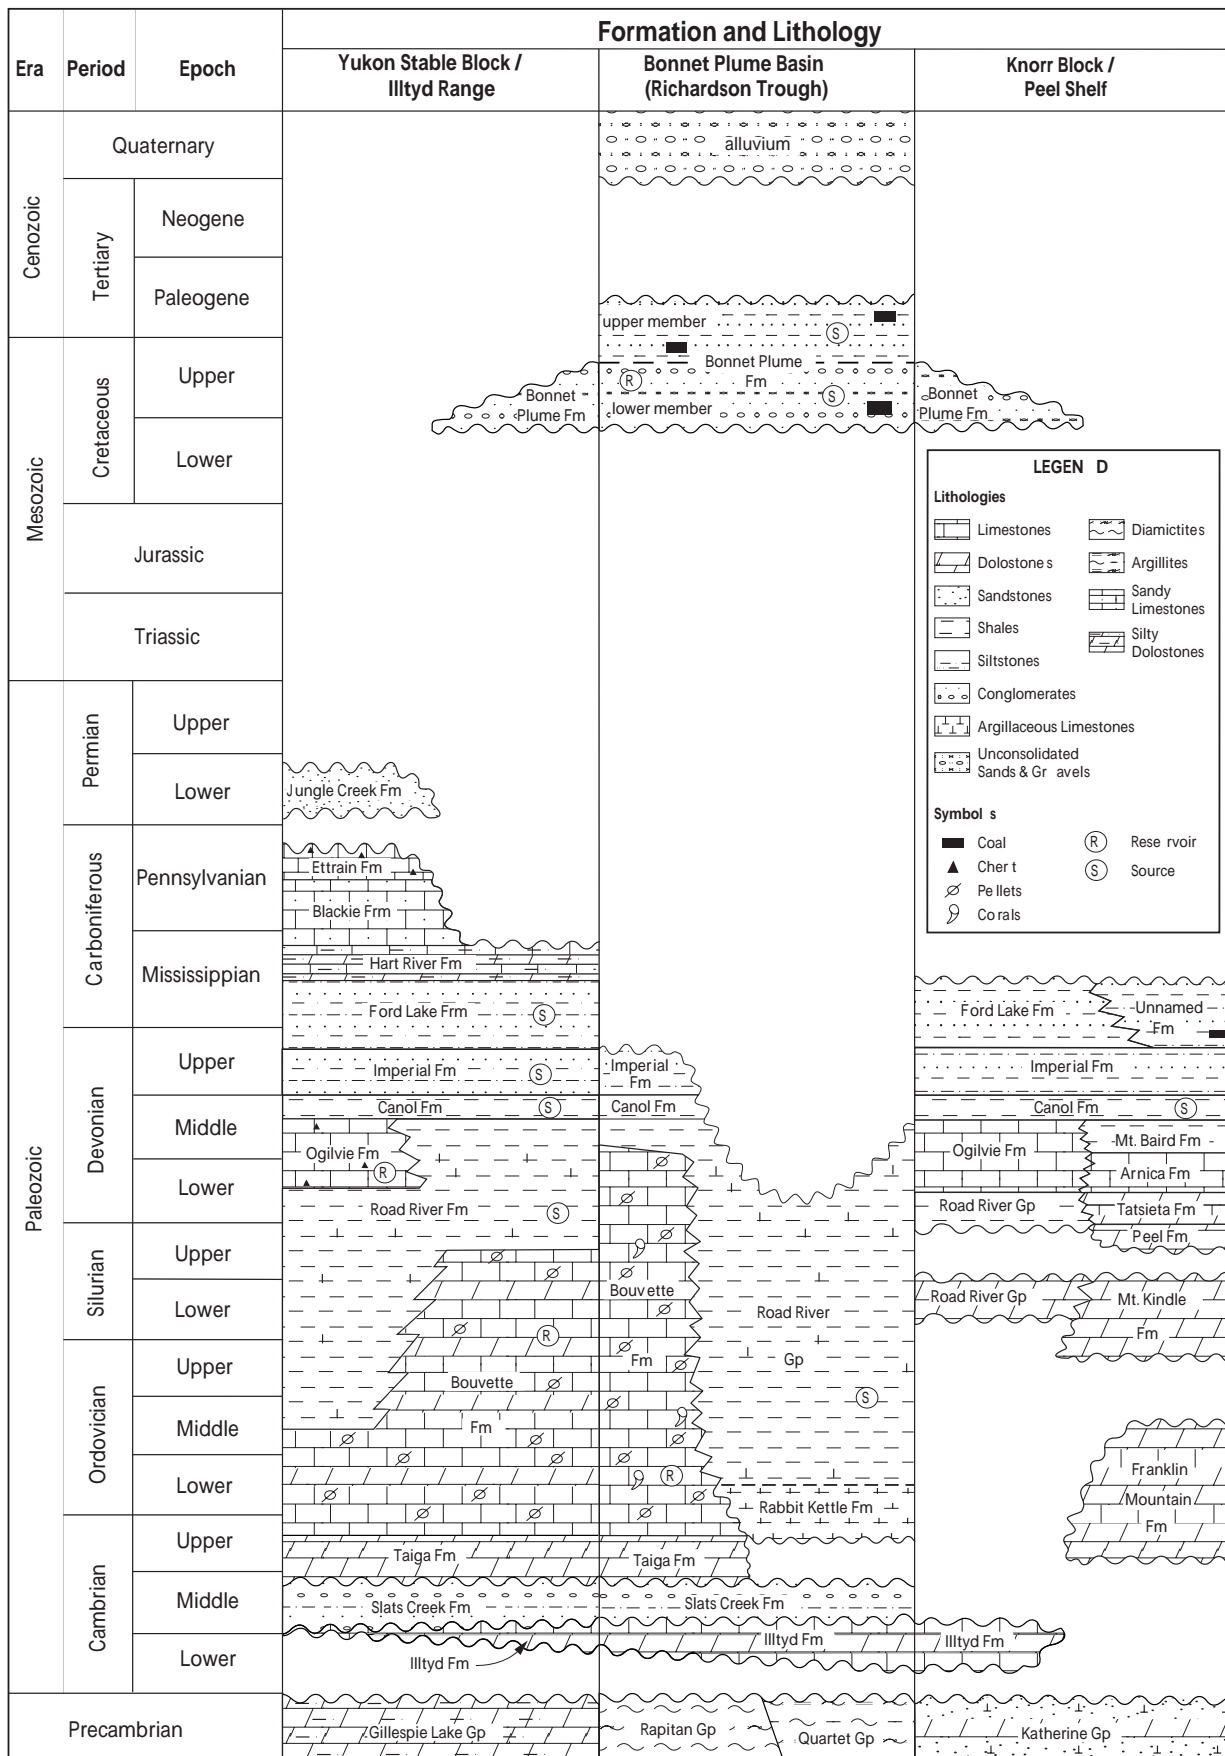 Formation and Lithology
Era
Period
Epoch
Yukon Stable Block /
Illtyd Range
Bonnet Plume Basin
(Richardson Trough)
Knorr Block /
Peel Shelf
Cenozoic
Quaternary
Tertiary
Neogene
Paleogene
Mesozoic
Cretaceous
Upper
Lower
Jurassic
Triassic
Paleozoic
Permian
Upper
Lower
Carboniferous
Pennsylvanian
Mississippian
Devonian
Upper
Middle
Lower
Silurian
Upper
Lower
Ordovician
Upper
Middle
Lower
Cambrian
Upper
Middle
Lower
Precambrian
Bonnet
Plume Fm
Jungle Creek Fm
Ettrain Fm
Blackie Frm
Hart River Fm
Ford Lake Frm
S
Imperial Fm
S
Canol Fm
S
Ogilvie Fm
R
Road River Fm
S
R
Bouvette
Fm
Taiga Fm
Slats Creek Fm
Illtyd Fm
Gillespie Lake Gp
alluvium
upper member
S
Bonnet Plume
Fm
R
S
lower member
Imperial
Fm
Canol Fm
Bouvette
Fm
R
Road River
Gp
S
Rabbit Kettle Fm
Taiga Fm
Slats Creek Fm
Illtyd Fm
Rapitan Gp
Quartet Gp
Bonnet
Plume Fm
LEGEN D
Lithologies
Limestones
Dolostone s
Sandstones
Shales
Siltstones
Conglomerates
Argillaceous Limestones
Unconsolidated
Sands & Gr avels
Diamictites
Argillites
Sandy
Limestones
Silty
Dolostones
Symbol s
Coal
Cher t
Pe llets
Co rals
R
Rese rvoir
S
Source
Ford Lake Fm
Unnamed
Fm
Imperial Fm
Canol Fm
S
Ogilvie Fm
Mt. Baird Fm
Arnica Fm
Road River Gp
Tatsieta Fm
Peel Fm
Road River Gp
Mt. Kindle
Fm
Franklin
Mountain
Fm
Illtyd Fm
Katherine Gp